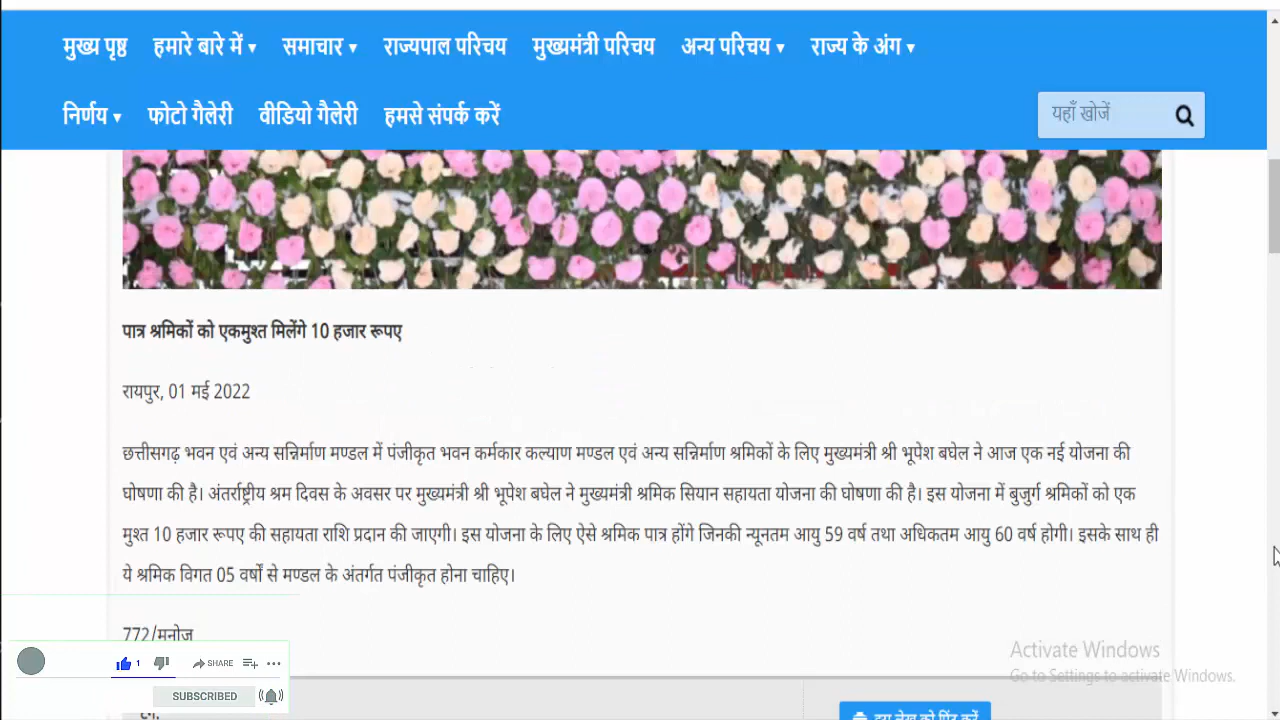 मुख्य पृष्ठ हमारे बारे में ▾ समाचार ▾ राज्यपाल परिचय मुख्यमंत्री परिचय अन्य परिचय ▾ राज्य के अंग ▾
निर्णय ▾ फोटो गैलेरी वीडियो गैलेरी हमसे संपर्क करें
यहाँ खोजें
पात्र श्रमिकों को एकमुश्त मिलेंगे 10 हजार रूपए
रायपुर, 01 मई 2022
छत्तीसगढ़ भवन एवं अन्य सन्निर्माण मण्डल में पंजीकृत भवन कर्मकार कल्याण मण्डल एवं अन्य सन्निर्माण श्रमिकों के लिए मुख्यमंत्री श्री भूपेश बघेल ने आज एक नई योजना की
घोषणा की है। अंतर्राष्ट्रीय श्रम दिवस के अवसर पर मुख्यमंत्री श्री भूपेश बघेल ने मुख्यमंत्री श्रमिक सियान सहायता योजना की घोषणा की है। इस योजना में बुजुर्ग श्रमिकों को एक
मुश्त 10 हजार रूपए की सहायता राशि प्रदान की जाएगी। इस योजना के लिए ऐसे श्रमिक पात्र होंगे जिनकी न्यूनतम आयु 59 वर्ष तथा अधिकतम आयु 60 वर्ष होगी। इसके साथ ही
ये श्रमिक विगत 05 वर्षों से मण्डल के अंतर्गत पंजीकृत होना चाहिए।
772/मनोज
1 SHARE
SUBSCRIBED
Activate Windows
Go to Settings to activate Windows.
इस लेख को प्रिंट करें